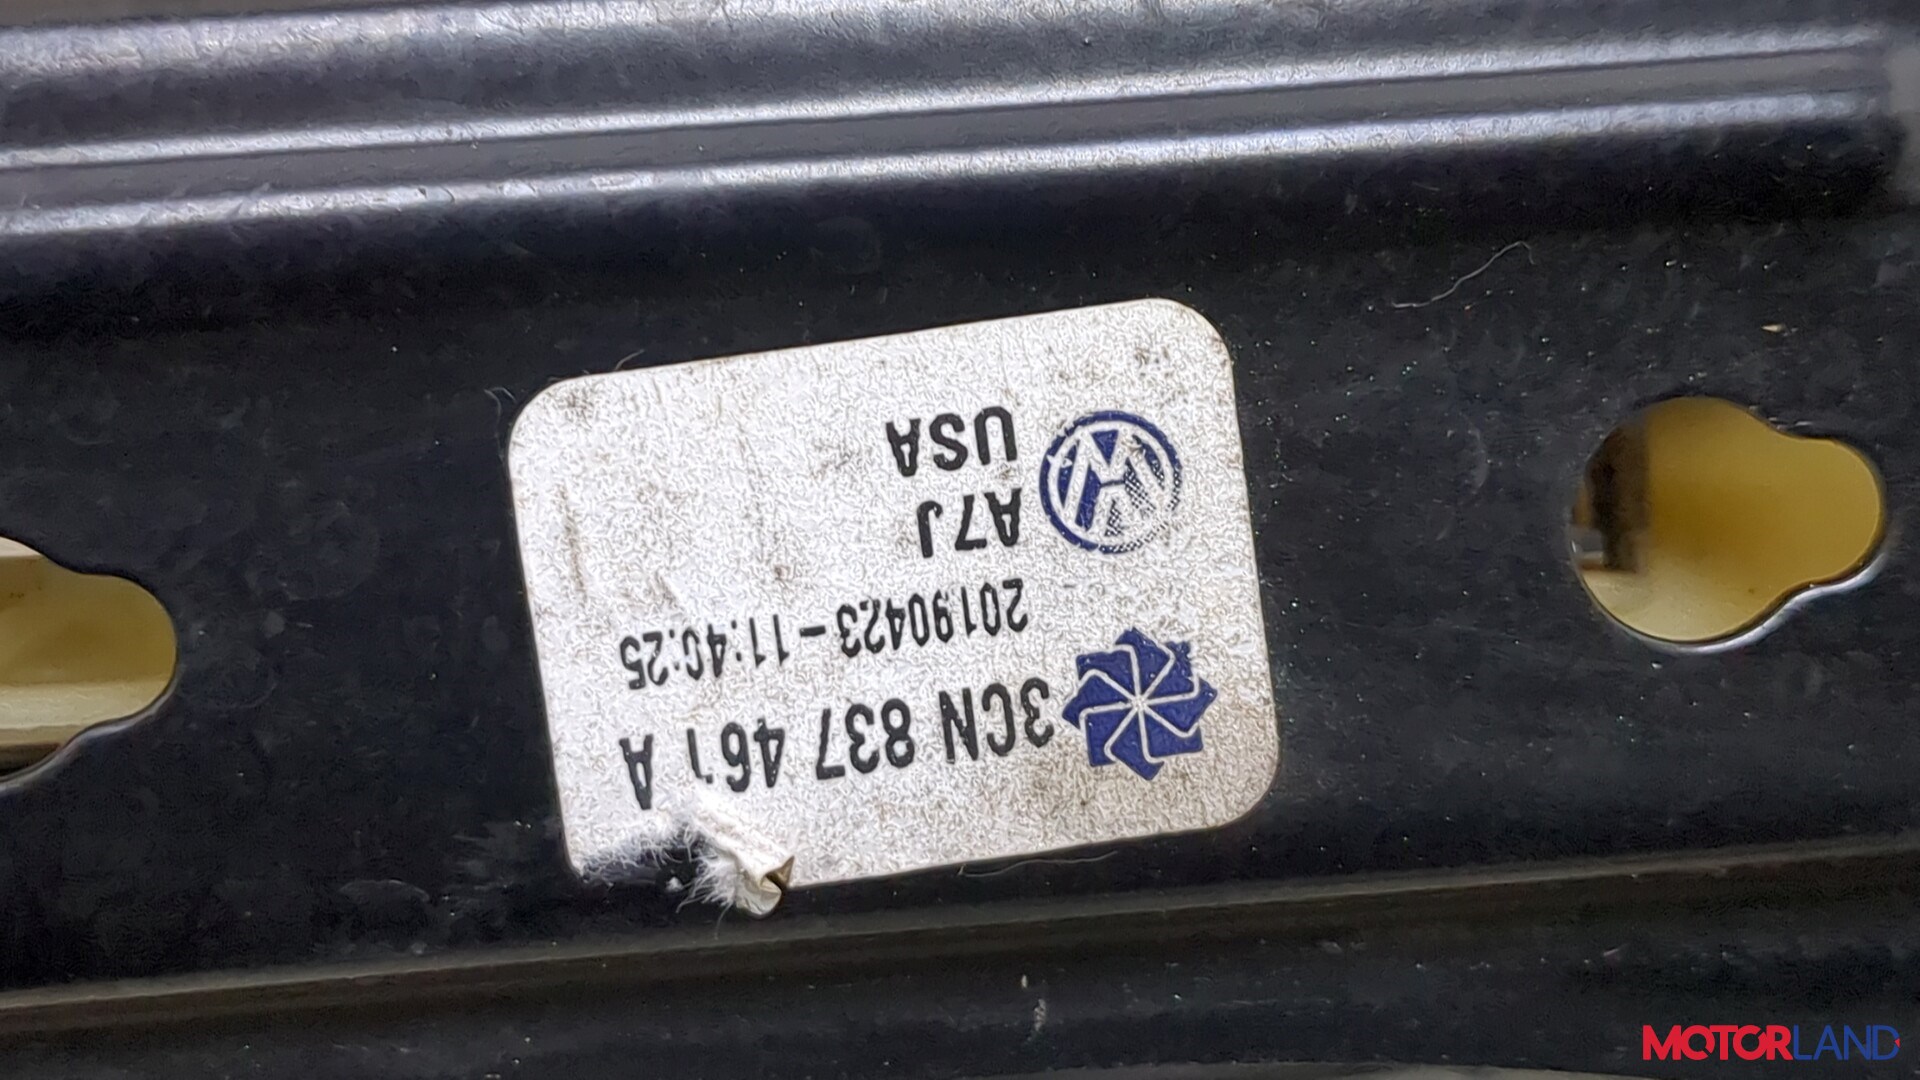 3CN 837 461 A
20190423-11:40:25
A7J
USA
MOTORLAND